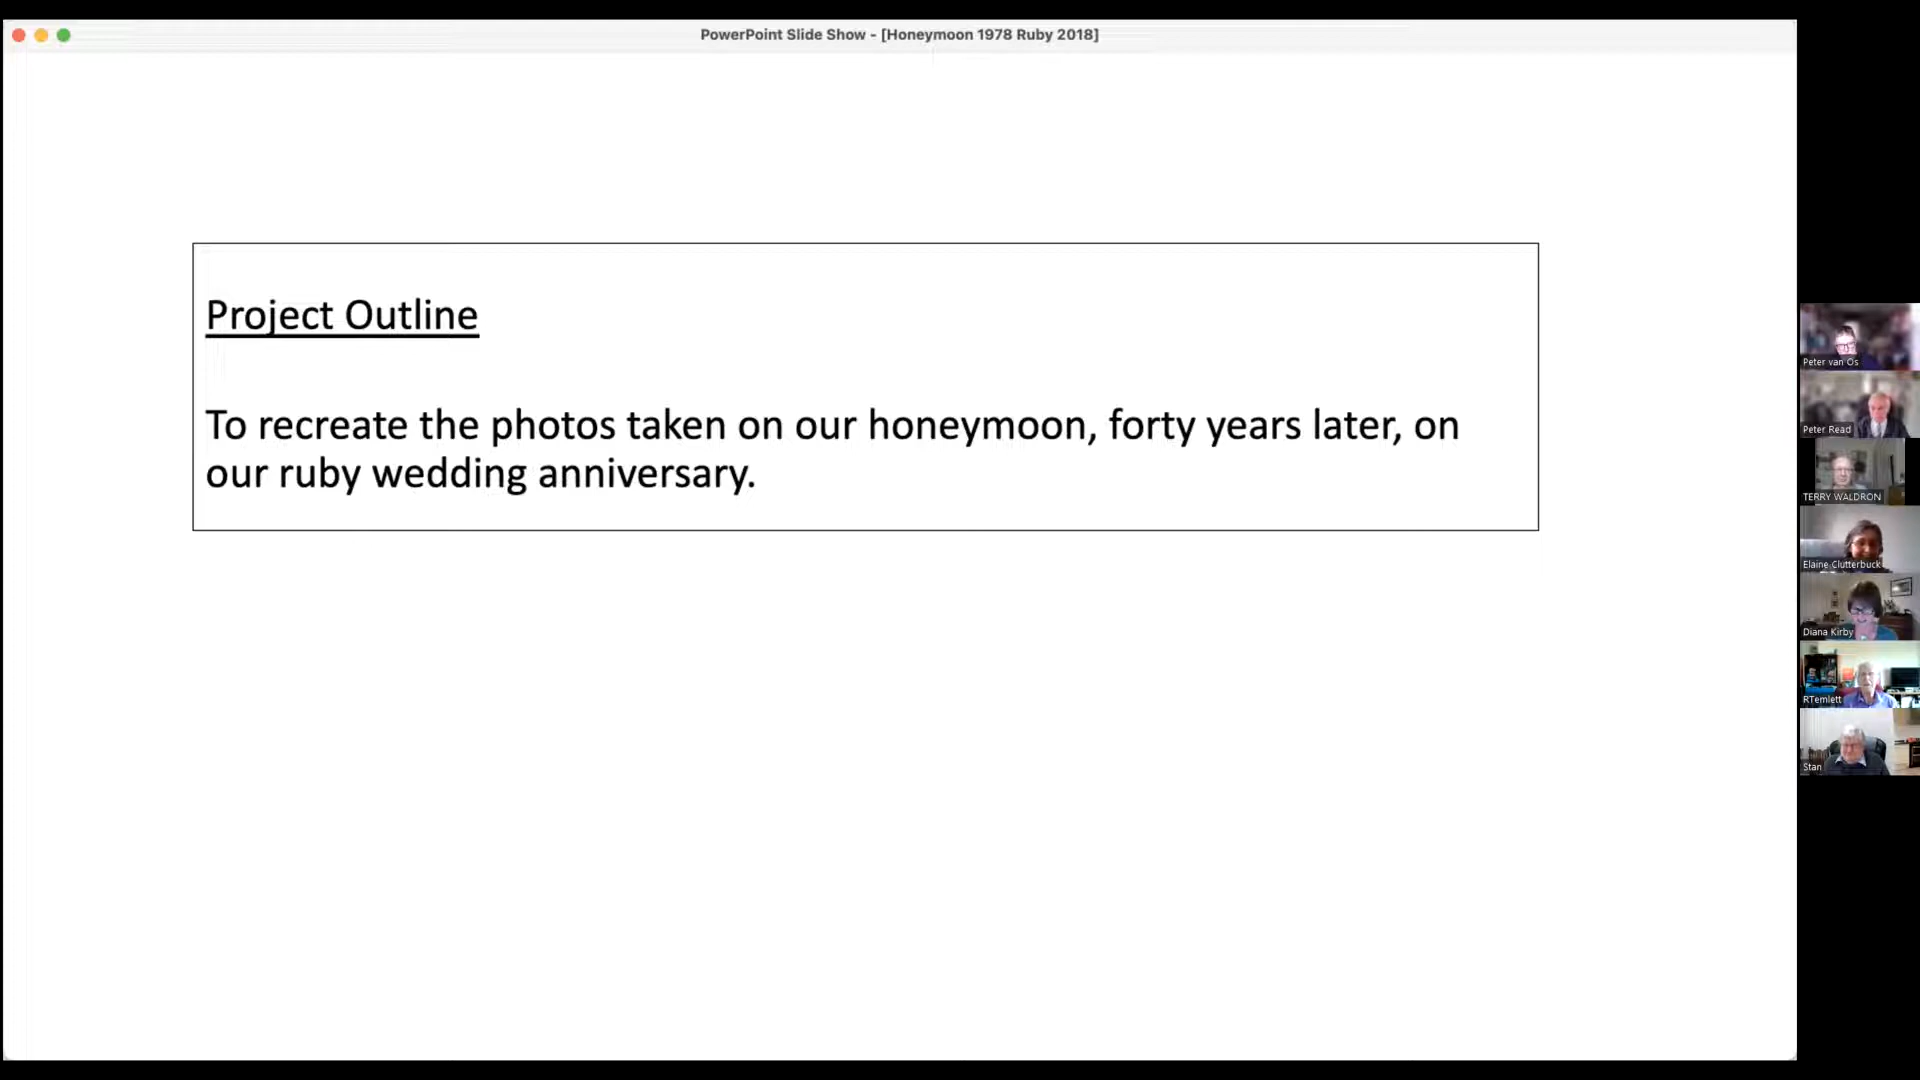 PowerPoint Slide Show - [Honeymoon 1978 Ruby 2018]
Project Outline
To recreate the photos taken on our honeymoon, forty years later, on
our ruby wedding anniversary.
Peter van Os
Peter Read
TERRY WALDRON
Elaine Clutterbuck
Diana Kirby
RTemlett
Stan